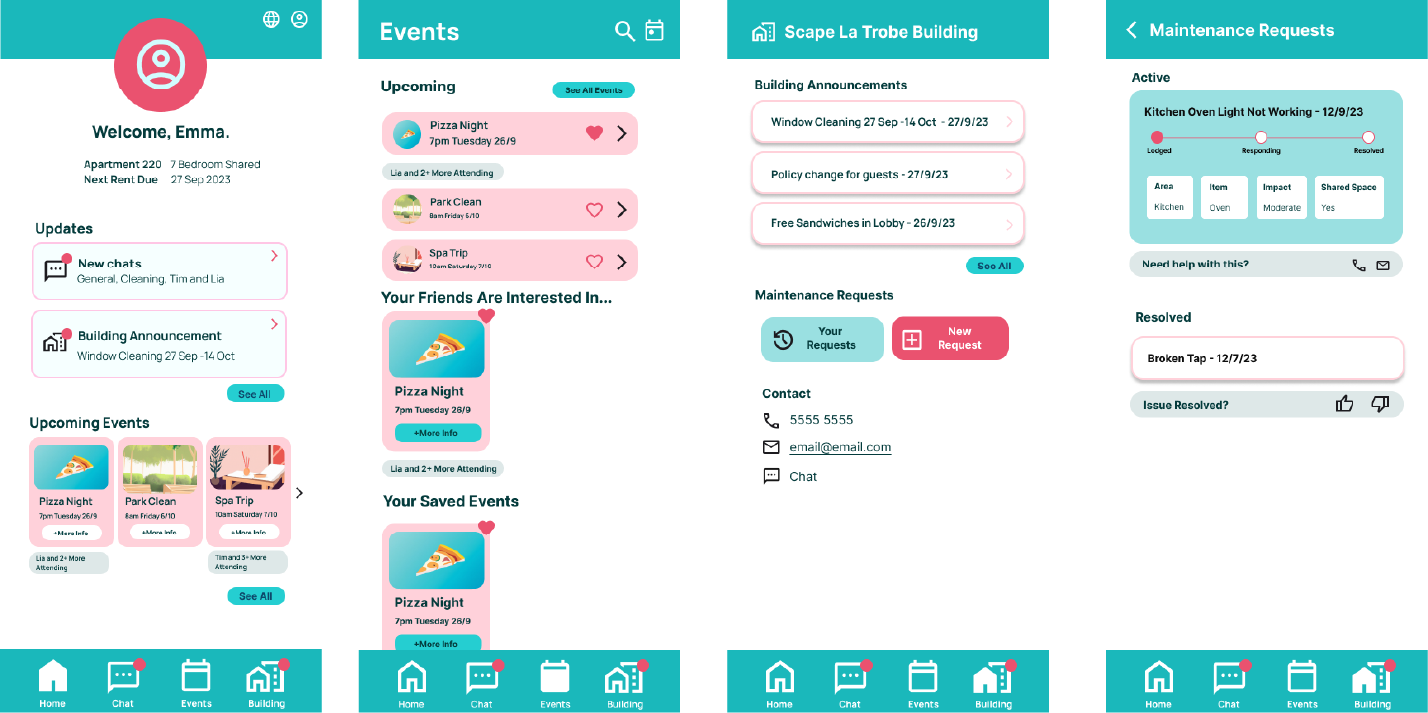 Welcome, Emma.
Apartment 220 7 Bedroom Shared
Next Rent Due 27 Sep 2023
Updates
New chats
General, Cleaning, Tim and Lia
Building Announcement
Window Cleaning 27 Sep -14 Oct
See All
Upcoming Events
Pizza Night
7pm Tuesday 26/9
+More Info
Lia and 2+ More
Attending
Park Clean
8am Friday 6/10
+More Info
Spa Trip
10am Saturday 7/10
+More Info
Tim and 3+ More
Attending
See All
Home
Chat
Events
Building
Events
Upcoming
See All Events
Pizza Night
7pm Tuesday 26/9
Lia and 2+ More Attending
Park Clean
8am Friday 6/10
Spa Trip
10am Saturday 7/10
Your Friends Are Interested In...
Pizza Night
7pm Tuesday 26/9
+More Info
Lia and 2+ More Attending
Your Saved Events
Pizza Night
7pm Tuesday 26/9
+More Info
Home
Chat
Events
Building
Scape La Trobe Building
Building Announcements
Window Cleaning 27 Sep -14 Oct - 27/9/23
Policy change for guests - 27/9/23
Free Sandwiches in Lobby - 26/9/23
See All
Maintenance Requests
Your
Requests
New
Request
Contact
5555 5555
email@email.com
Chat
Home
Chat
Events
Building
Maintenance Requests
Active
Kitchen Oven Light Not Working - 12/9/23
Lodged
Responding
Resolved
Area
Kitchen
Item
Oven
Impact
Moderate
Shared Space
Yes
Need help with this?
Resolved
Broken Tap - 12/7/23
Issue Resolved?
Home
Chat
Events
Building